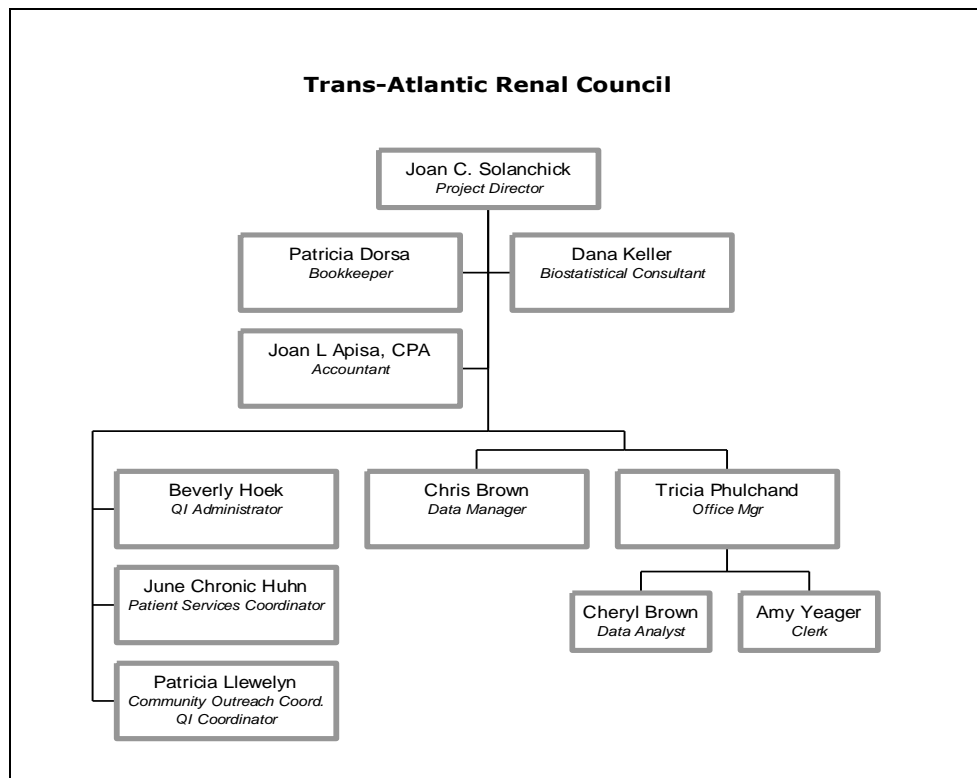 Trans-Atlantic Renal Council
Joan C. Solanchick
Project Director
Patricia Dorsa
Bookkeeper
Dana Keller
Biostatistical Consultant
Joan L Apisa, CPA
Accountant
Beverly Hoek
QI Administrator
Chris Brown
Data Manager
Tricia Phulchand
Office Mgr
June Chronic Huhn
Patient Services Coordinator
Cheryl Brown
Data Analyst
Amy Yeager
Clerk
Patricia Llewelyn
Community Outreach Coord.
QI Coordinator